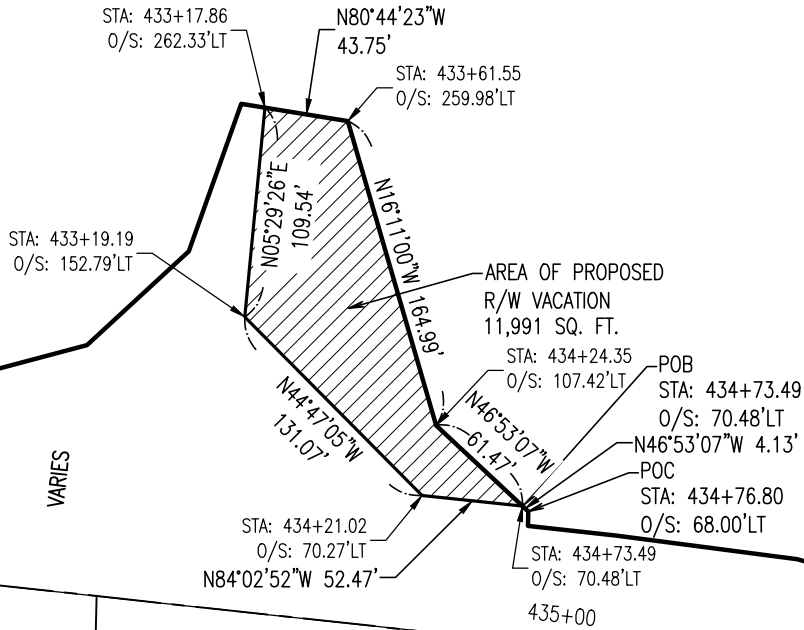 STA: 433+17.86
O/S: 262.33'LT
N80°44'23"W
43.75'
STA: 433+61.55
O/S: 259.98'LT
N05°29'26"E
109.54'
N16°11'00"W 164.99'
STA: 433+19.19
O/S: 152.79'LT
AREA OF PROPOSED
R/W VACATION
11,991 SQ. FT.
STA: 434+24.35
O/S: 107.42'LT
POB
STA: 434+73.49
O/S: 70.48'LT
N46°53'07"W
61.47'
N44°47'05"W
131.07'
N46°53'07"W 4.13'
POC
STA: 434+76.80
O/S: 68.00'LT
VARIES
STA: 434+21.02
O/S: 70.27'LT
N84°02'52"W 52.47'
STA: 434+73.49
O/S: 70.48'LT
435+00